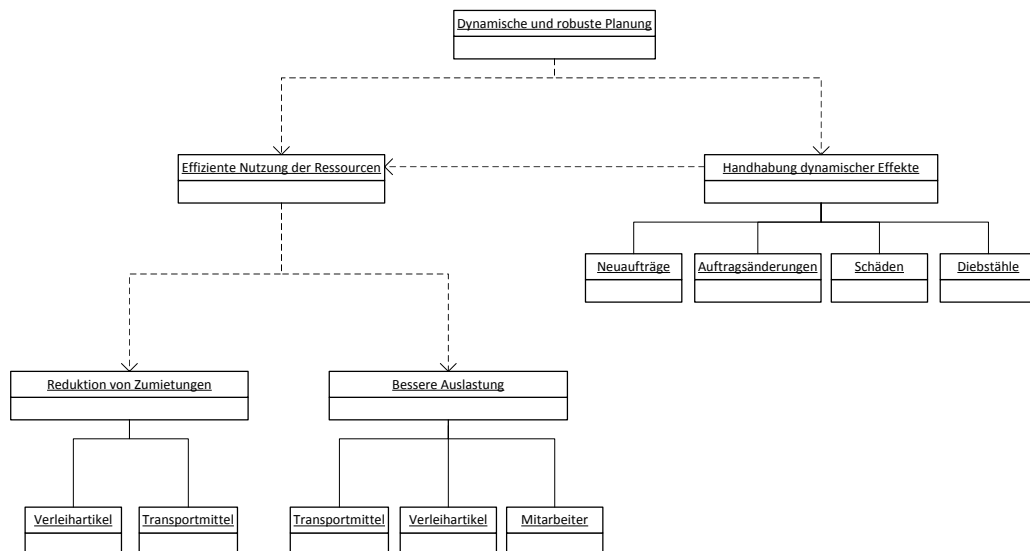 Dynamische und robuste Planung
Effiziente Nutzung der Ressourcen
Handhabung dynamischer Effekte
Neuaufträge
Auftragsänderungen
Schäden
Diebstähle
Reduktion von Zumietungen
Bessere Auslastung
Verleihartikel
Transportmittel
Transportmittel
Verleihartikel
Mitarbeiter